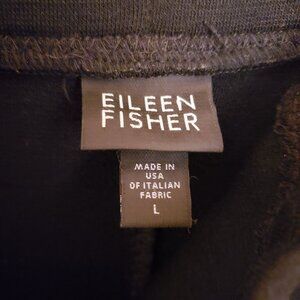 EILEEN
FISHER
MADE IN
USA
OF ITALIAN
FABRIC
L